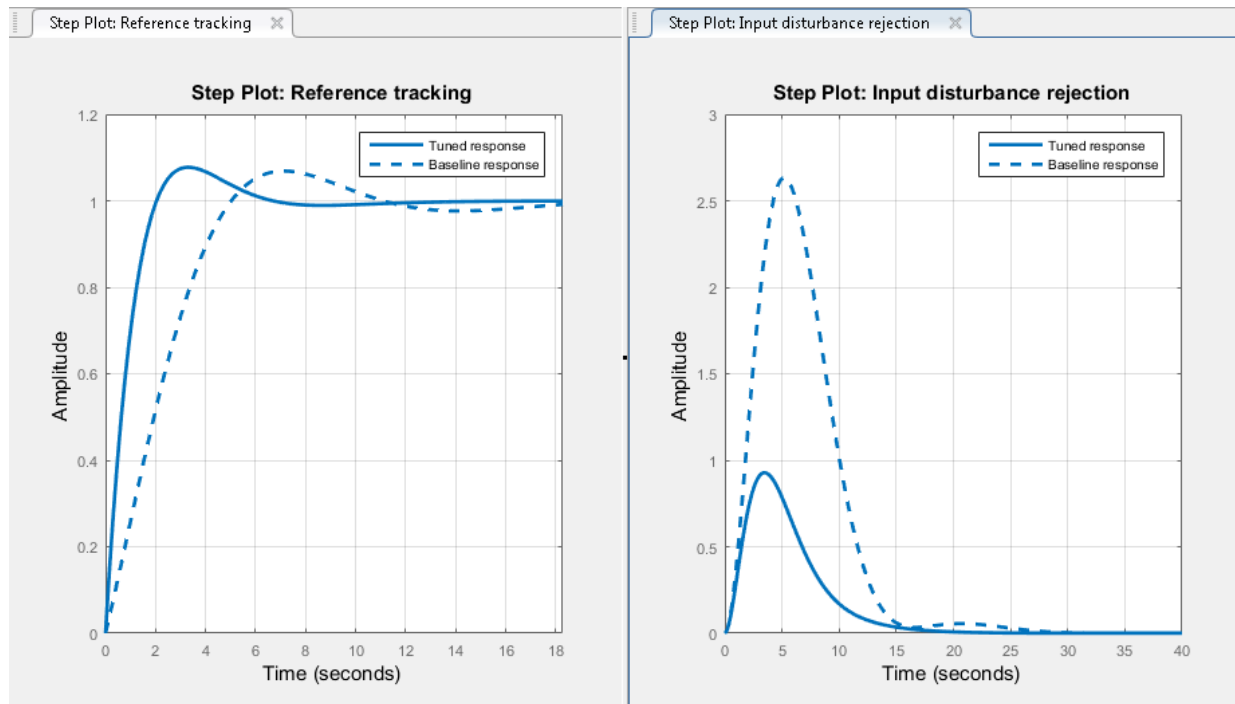 Step Plot: Reference tracking
Step Plot: Input disturbance rejection
Step Plot: Reference tracking
1.2
1
0.8
0.6
0.4
0.2
0
Amplitude
Tuned response
Baseline response
0 2 4 6 8 10 12 14 16 18
Time (seconds)
Step Plot: Input disturbance rejection
3
2.5
2
1.5
1
0.5
0
Amplitude
Tuned response
Baseline response
0 5 10 15 20 25 30 35 40
Time (seconds)